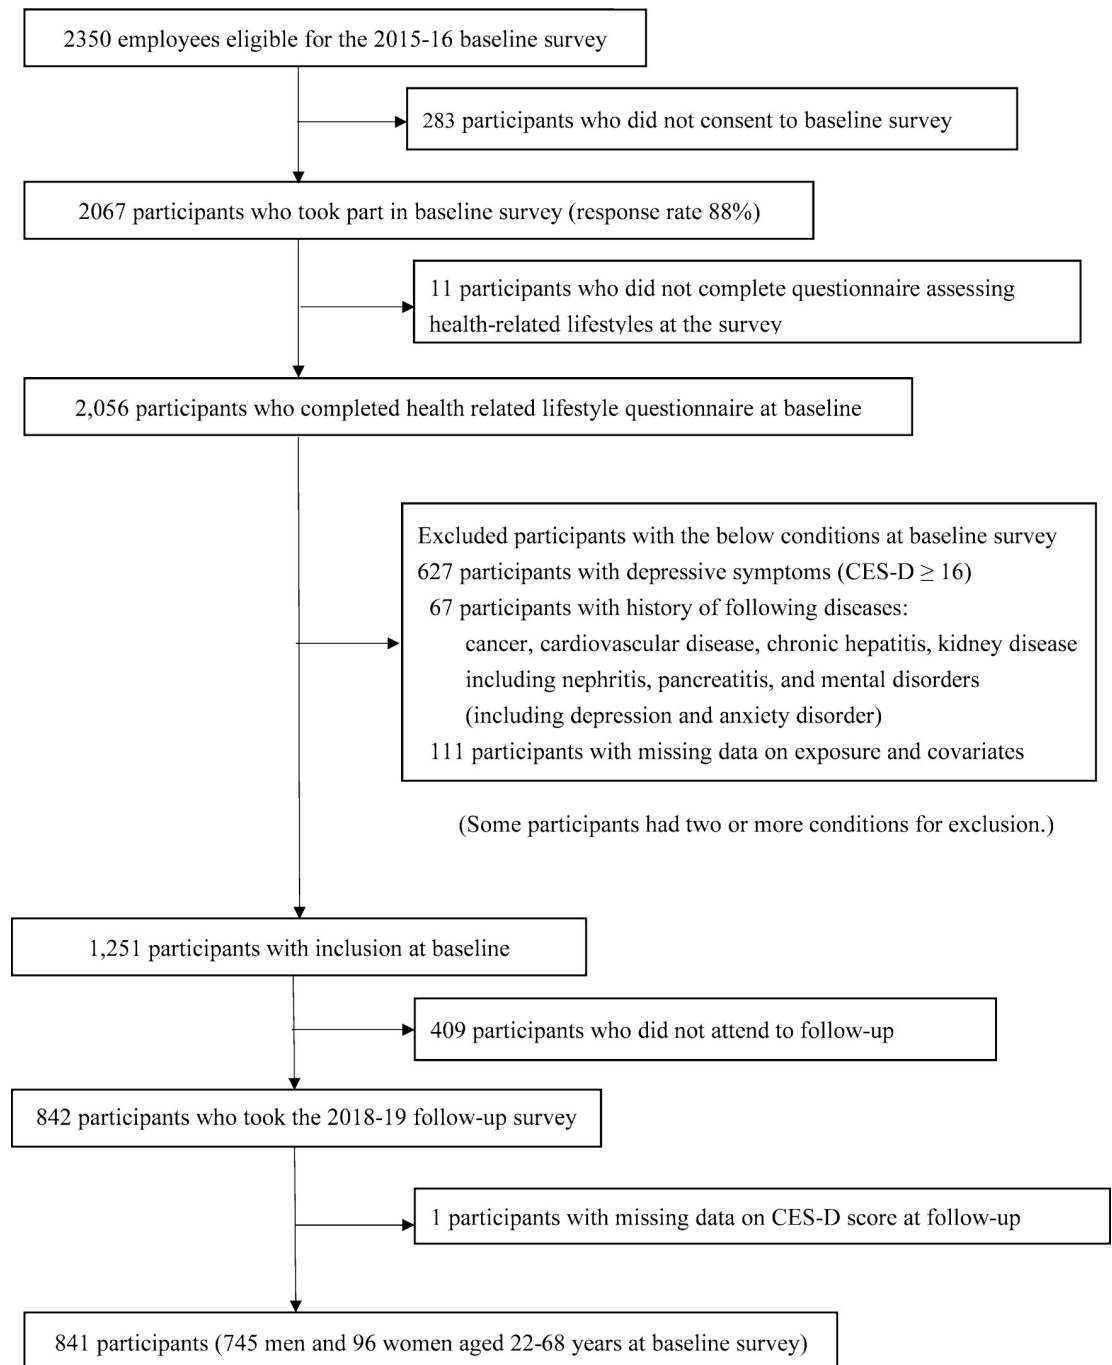 2350 employees eligible for the 2015-16 baseline survey
283 participants who did not consent to baseline survey
2067 participants who took part in baseline survey (response rate 88%)
11 participants who did not complete questionnaire assessing
health-related lifestyles at the survey
2,056 participants who completed health related lifestyle questionnaire at baseline
Excluded participants with the below conditions at baseline survey
627 participants with depressive symptoms (CES-D ≥ 16)
67 participants with history of following diseases:
cancer, cardiovascular disease, chronic hepatitis, kidney disease
including nephritis, pancreatitis, and mental disorders
(including depression and anxiety disorder)
111 participants with missing data on exposure and covariates
(Some participants had two or more conditions for exclusion.)
1,251 participants with inclusion at baseline
409 participants who did not attend to follow-up
842 participants who took the 2018-19 follow-up survey
1 participants with missing data on CES-D score at follow-up
841 participants (745 men and 96 women aged 22-68 years at baseline survey)